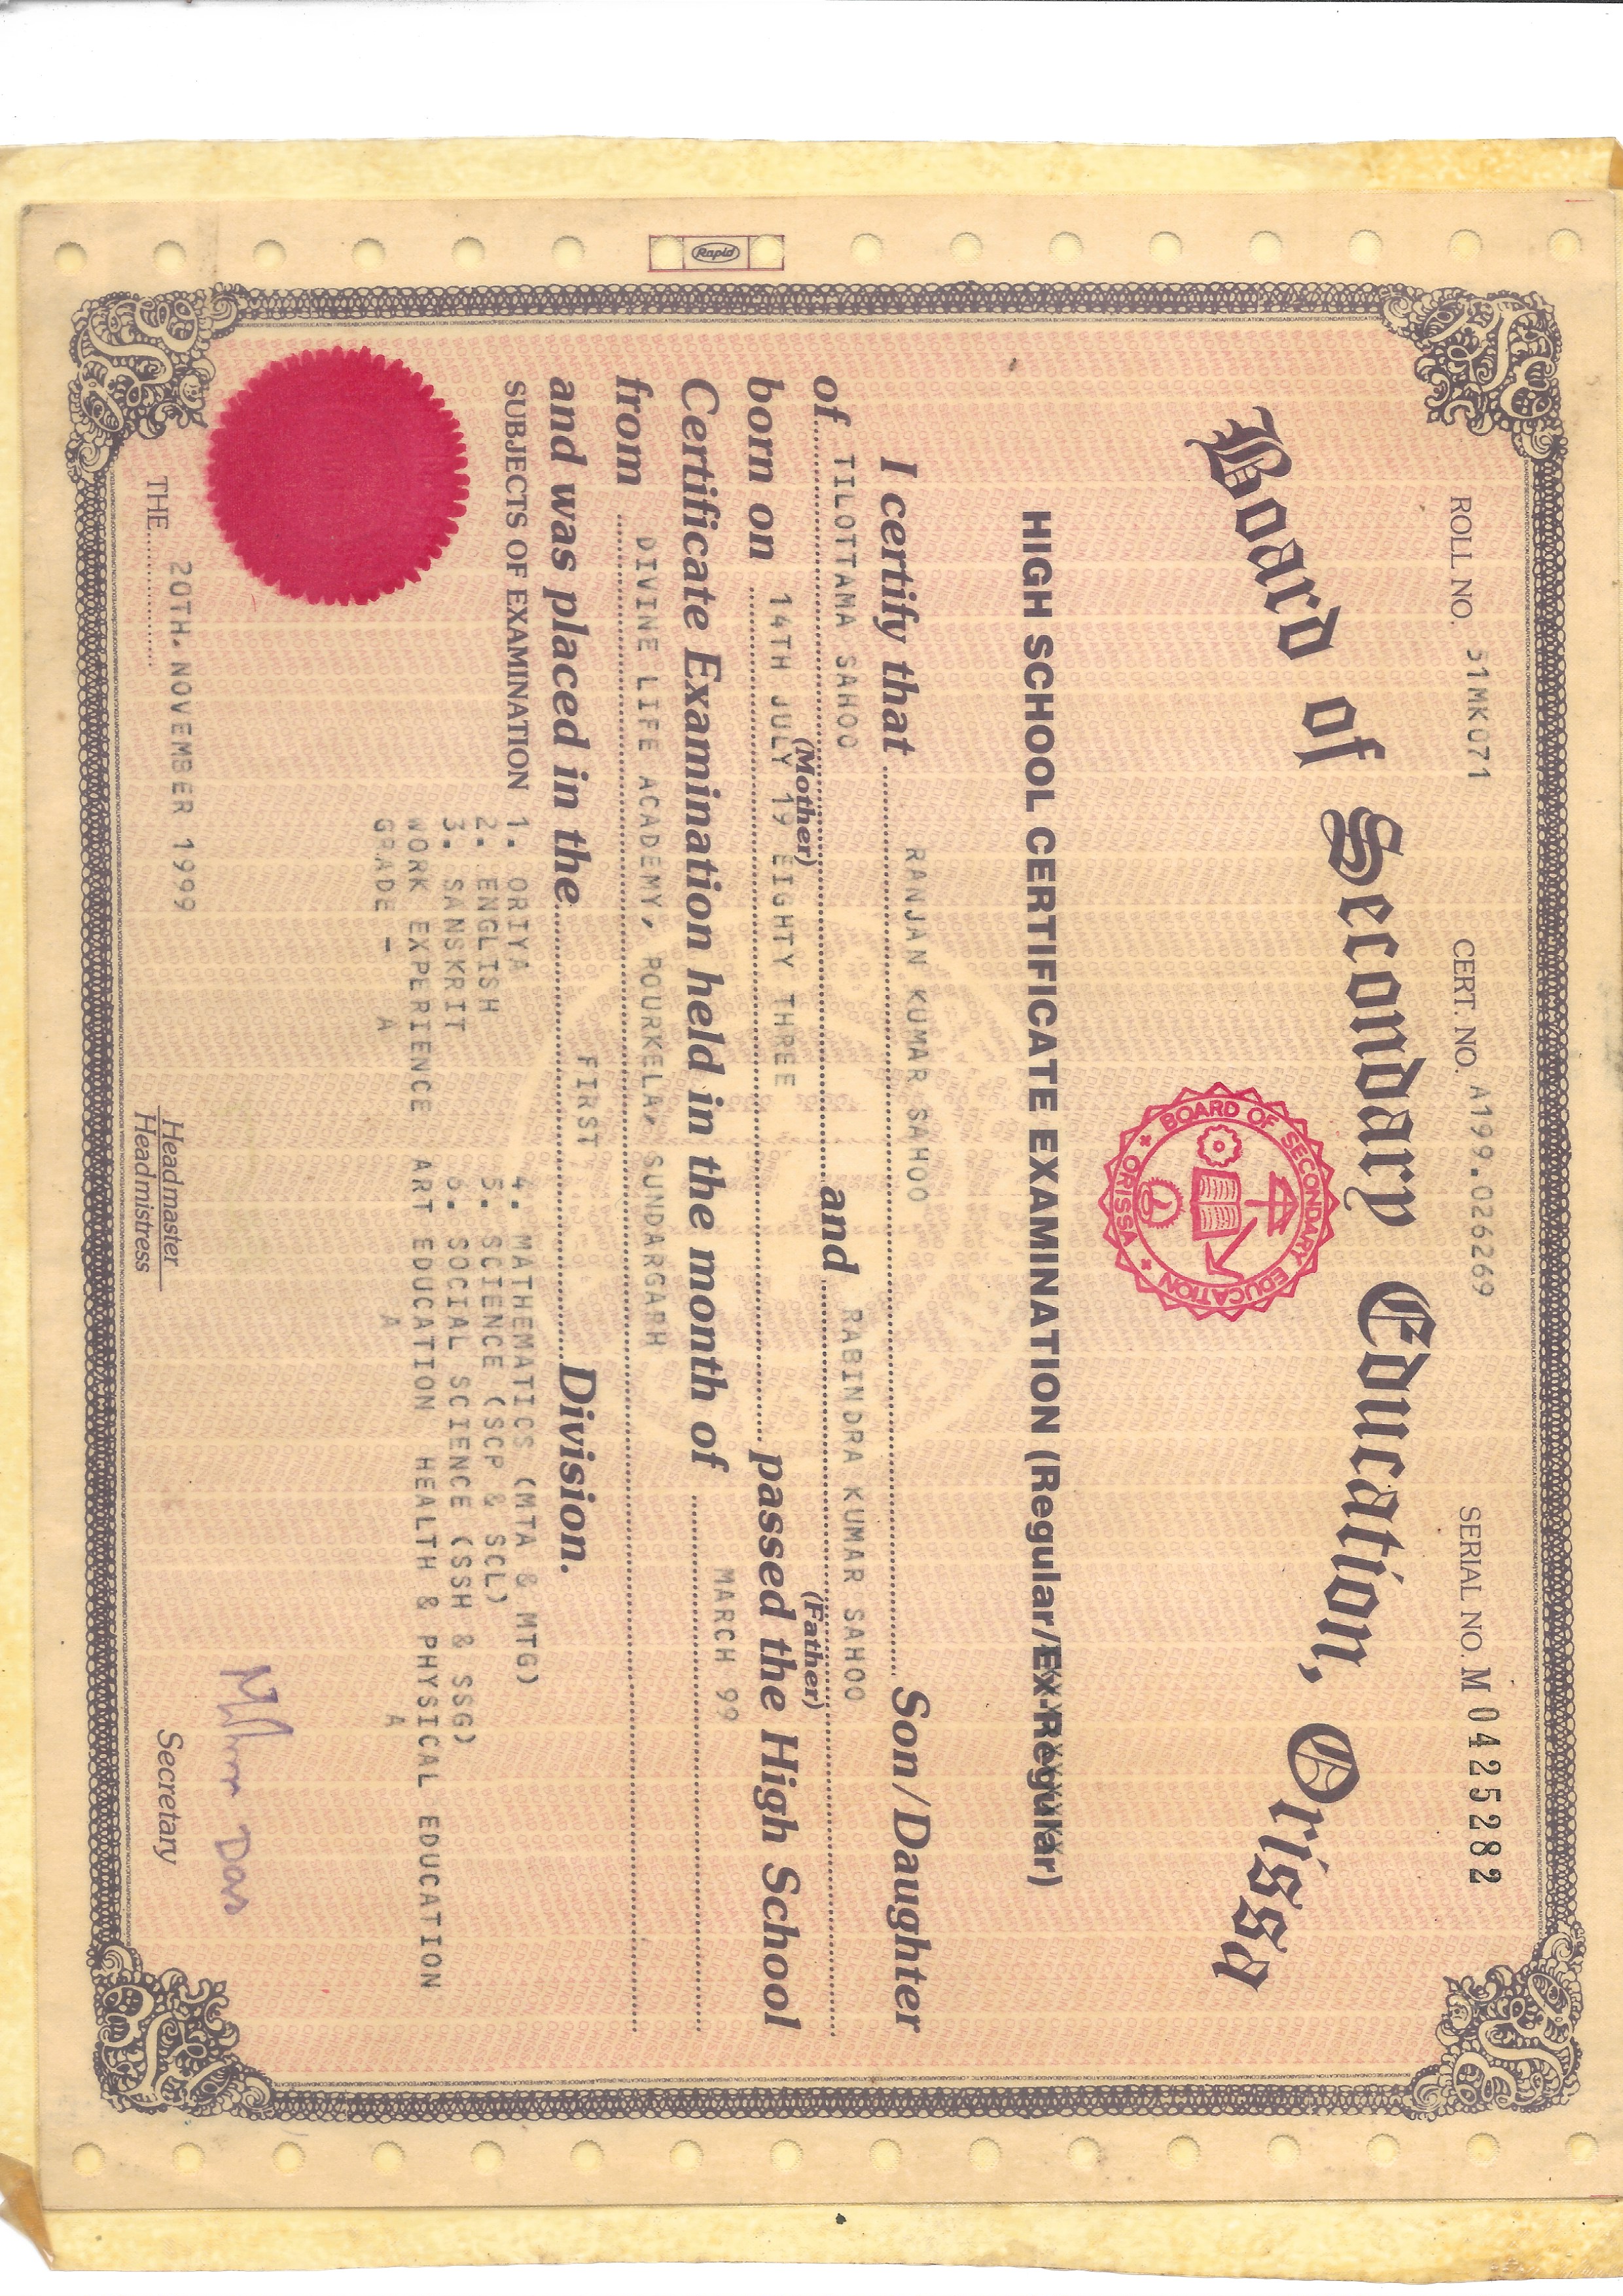 ROLL NO. 51MK071 CERT. NO. A199.026269 SERIAL NO. M 0425282
Board of Secondary Education, Orissa
BOARD OF SECONDARY EDUCATION
ORISSA
HIGH SCHOOL CERTIFICATE EXAMINATION (Regular/Ex-Regular)
I certify that RANJAN KUMAR SAHOO Son/Daughter
of TILOTTAMA SAHOO and RABINDRA KUMAR SAHOO
(Mother) (Father)
born on 14TH JULY 19 EIGHTY THREE passed the High School
Certificate Examination held in the month of MARCH 99
from DIVINE LIFE ACADEMY, ROURKELA, SUNDARGARH
and was placed in the FIRST Division.
SUBJECTS OF EXAMINATION 1. ORIYA 4. MATHEMATICS (MTA & MTG)
2. ENGLISH 5. SCIENCE (SCP & SCL)
3. SANSKRIT 6. SOCIAL SCIENCE (SSH & SSG)
WORK EXPERIENCE ART EDUCATION HEALTH & PHYSICAL EDUCATION
GRADE - A A A
THE 20TH. NOVEMBER 1999
Headmaster
Headmistress
Das
Secretary
Rapid